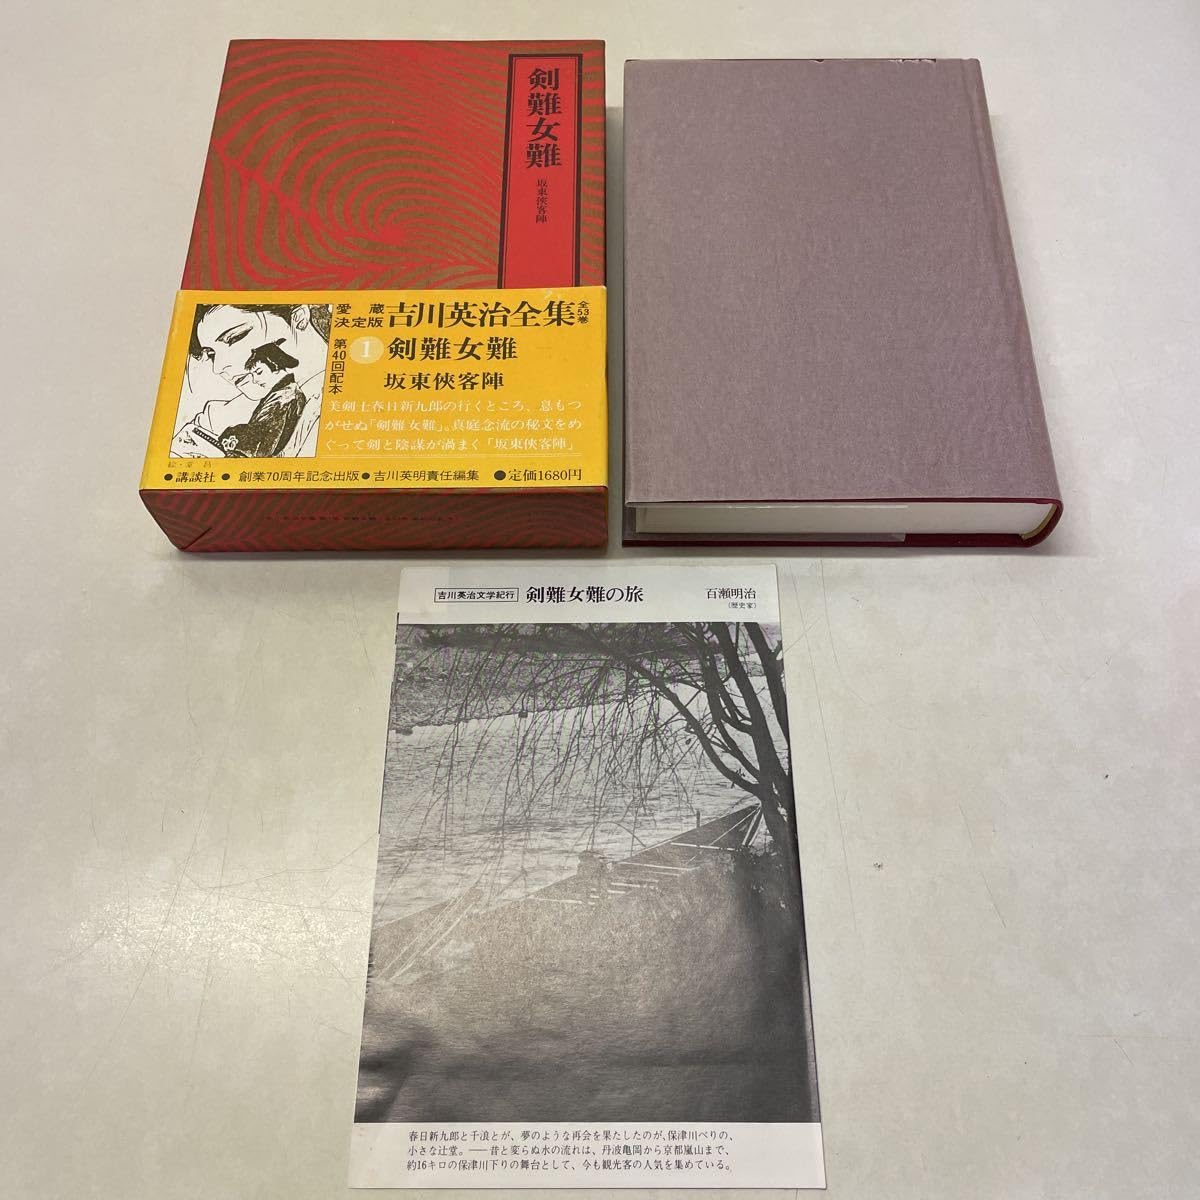 剣難女難
坂東俠客陣
愛蔵
決定版
吉川英治全集
全53巻
第40回配本
1
剣難女難
坂東俠客陣
美剣士春日新九郎の行くところ、息もつ
がせぬ「剣難女難」。真庭念流の秘文をめ
ぐって剣と陰謀が渦まく「坂東俠客陣」
●講談社 ●創業70周年記念出版●吉川英明責任編集 ●定価1680円
吉川英治文学紀行
剣難女難の旅
百瀬明治
(歴史家)
春日新九郎と千浪とが、夢のような再会を果たしたのが、保津川べりの、
小さな辻堂。――昔と変らぬ水の流れは、丹波亀岡から京都嵐山まで、
約16キロの保津川下りの舞台として、今も観光客の人気を集めている。